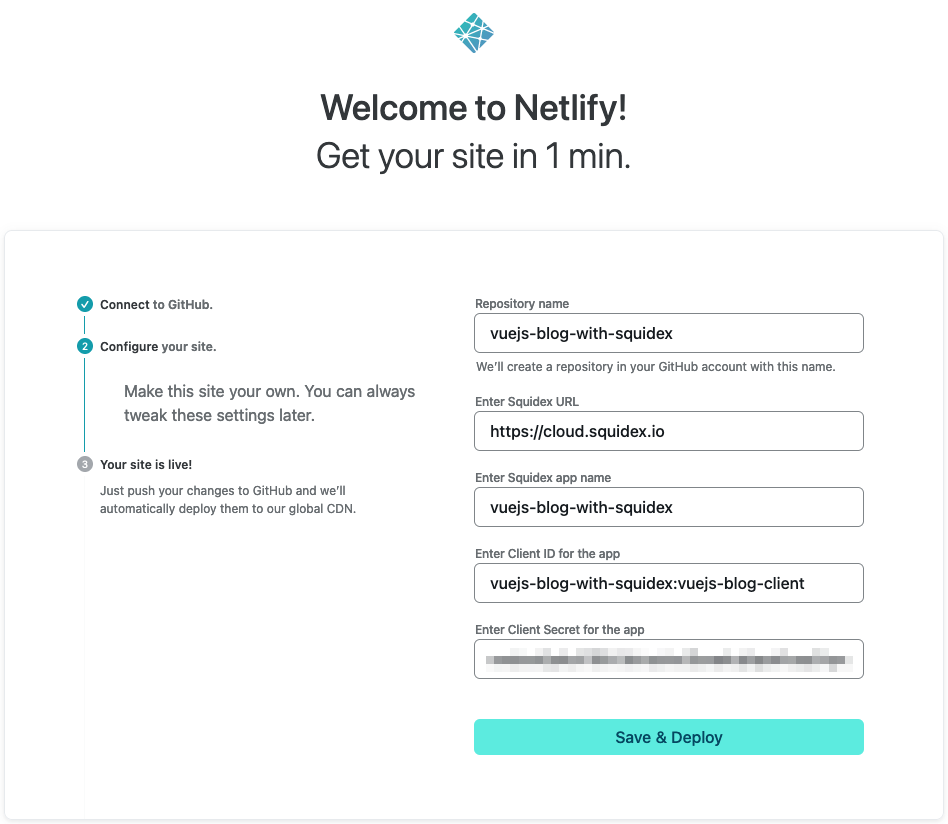 Welcome to Netlify!
Get your site in 1 min.
Connect to GitHub.
2 Configure your site.
Make this site your own. You can always
tweak these settings later.
3 Your site is live!
Just push your changes to GitHub and we'll
automatically deploy them to our global CDN.
Repository name
vuejs-blog-with-squidex
We'll create a repository in your GitHub account with this name.
Enter Squidex URL
https://cloud.squidex.io
Enter Squidex app name
vuejs-blog-with-squidex
Enter Client ID for the app
vuejs-blog-with-squidex:vuejs-blog-client
Enter Client Secret for the app
Save & Deploy